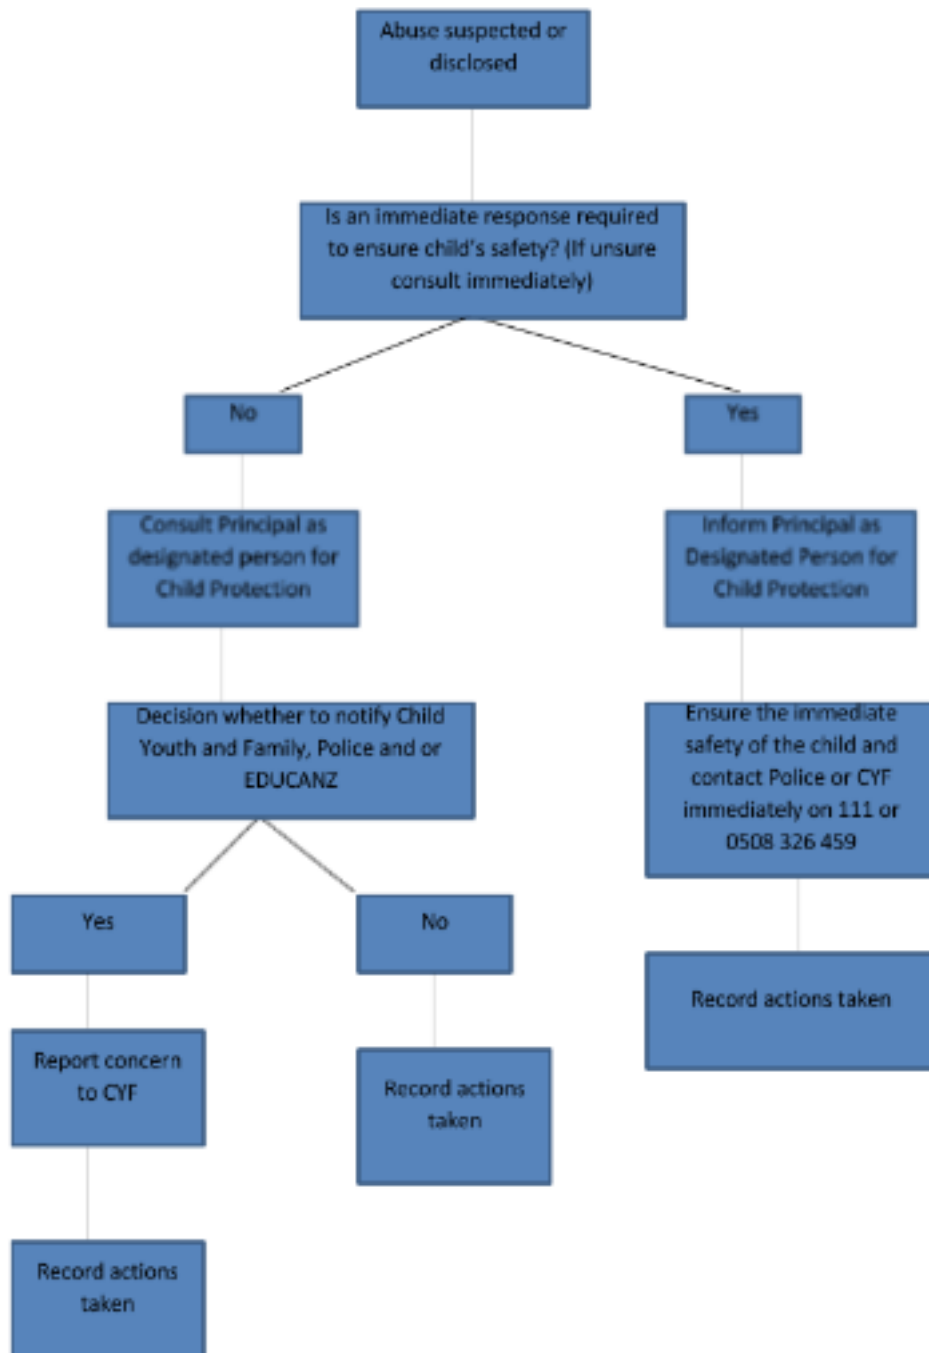 Abuse suspected or
disclosed
Is an immediate response required
to ensure child's safety? (If unsure
consult immediately)
No
Yes
Consult Principal as
designated person for
Child Protection
Inform Principal as
Designated Person for
Child Protection
Decision whether to notify Child
Youth and Family, Police and or
EDUCANZ
Ensure the immediate
safety of the child and
contact Police or CYF
immediately on 111 or
0508 326 459
Yes
No
Record actions taken
Report concern
to CYF
Record actions
taken
Record actions
taken